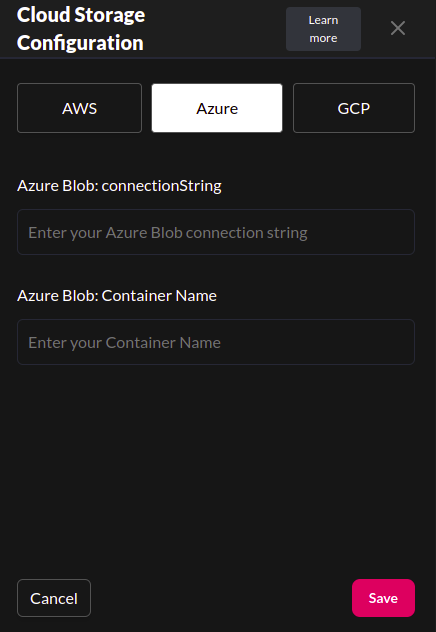 Cloud Storage
Configuration
Learn
more
AWS
Azure
GCP
Azure Blob: connectionString
Enter your Azure Blob connection string
Azure Blob: Container Name
Enter your Container Name
Cancel
Save